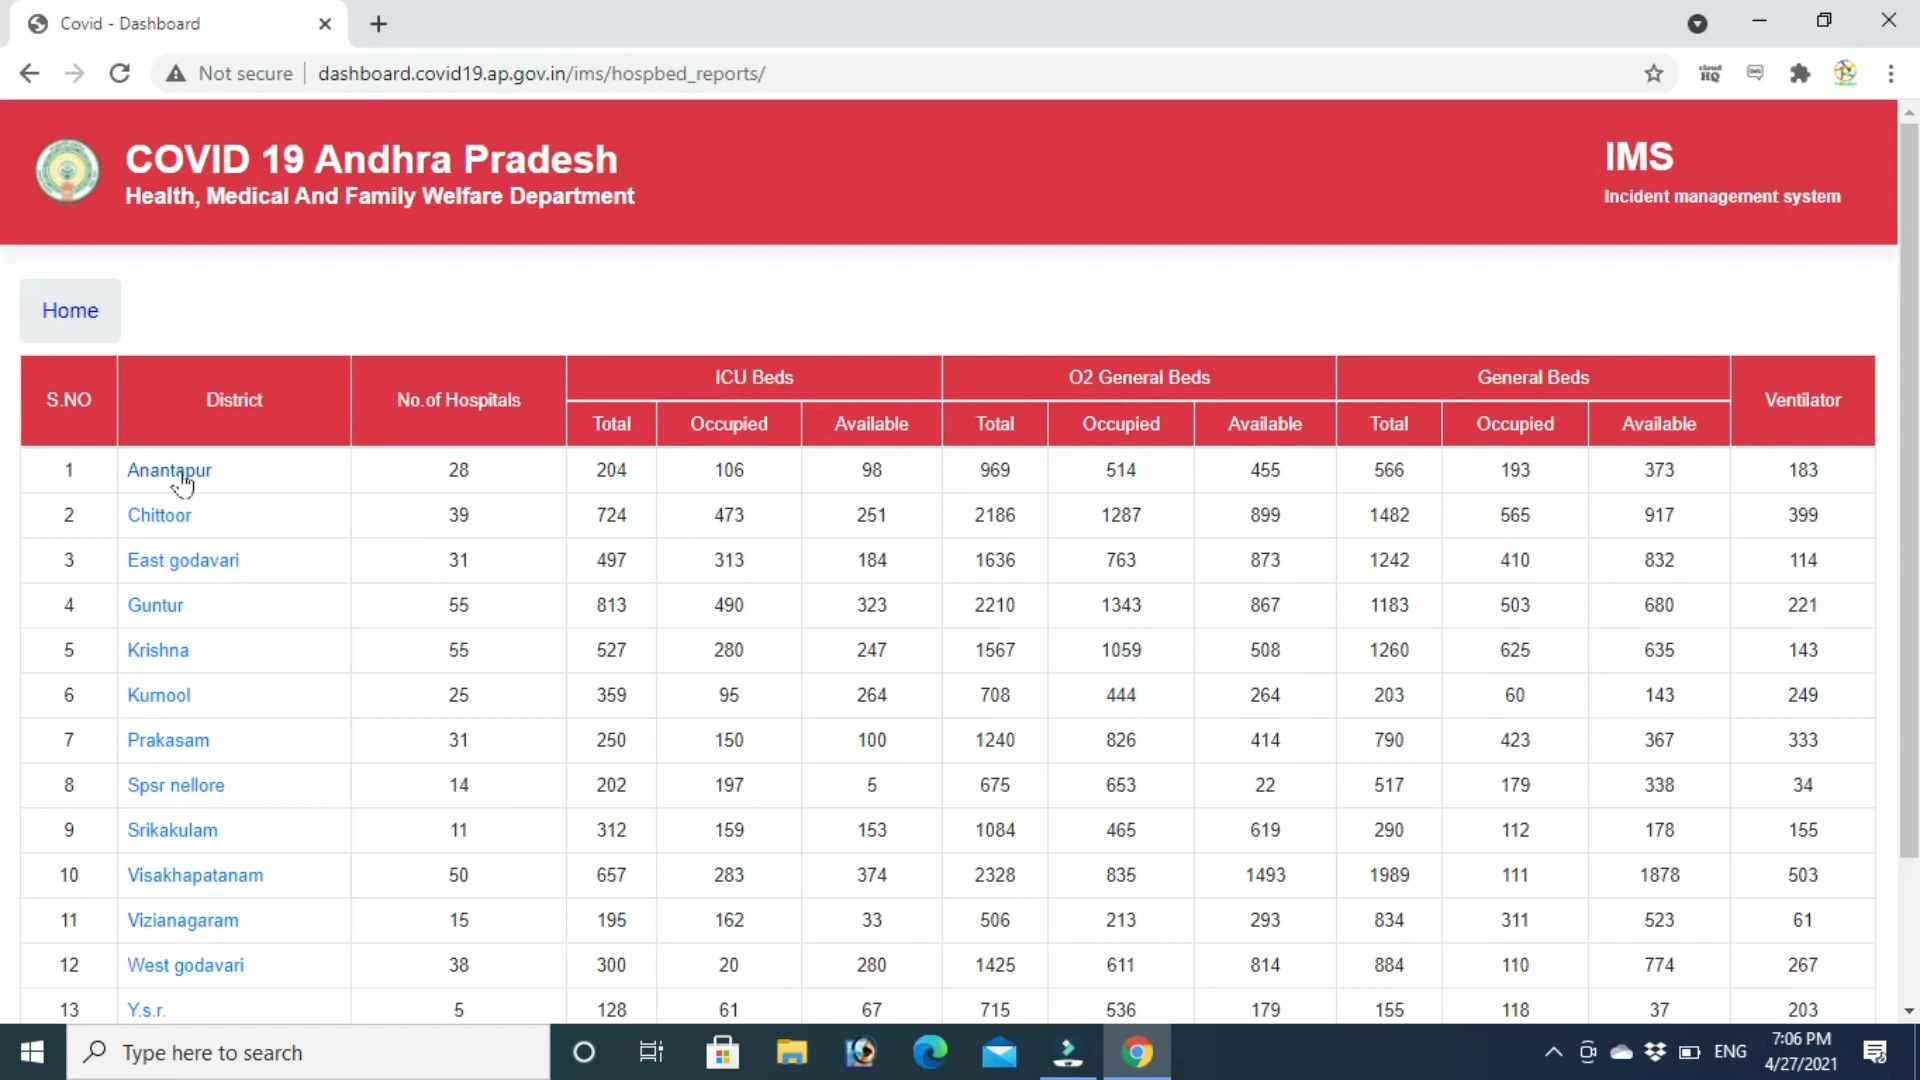 Covid - Dashboard
Not secure dashboard.covid19.ap.gov.in/ims/hospbed_reports/
cloud HQ
COVID 19 Andhra Pradesh
Health, Medical And Family Welfare Department
IMS
Incident management system
Home
S.NO District No.of Hospitals ICU Beds O2 General Beds General Beds Ventilator
Total Occupied Available Total Occupied Available Total Occupied Available
1 Anantapur 28 204 106 98 969 514 455 566 193 373 183
2 Chittoor 39 724 473 251 2186 1287 899 1482 565 917 399
3 East godavari 31 497 313 184 1636 763 873 1242 410 832 114
4 Guntur 55 813 490 323 2210 1343 867 1183 503 680 221
5 Krishna 55 527 280 247 1567 1059 508 1260 625 635 143
6 Kurnool 25 359 95 264 708 444 264 203 60 143 249
7 Prakasam 31 250 150 100 1240 826 414 790 423 367 333
8 Spsr nellore 14 202 197 5 675 653 22 517 179 338 34
9 Srikakulam 11 312 159 153 1084 465 619 290 112 178 155
10 Visakhapatanam 50 657 283 374 2328 835 1493 1989 111 1878 503
11 Vizianagaram 15 195 162 33 506 213 293 834 311 523 61
12 West godavari 38 300 20 280 1425 611 814 884 110 774 267
13 Y.s.r. 5 128 61 67 715 536 179 155 118 37 203
Type here to search
ENG
7:06 PM
4/27/2021